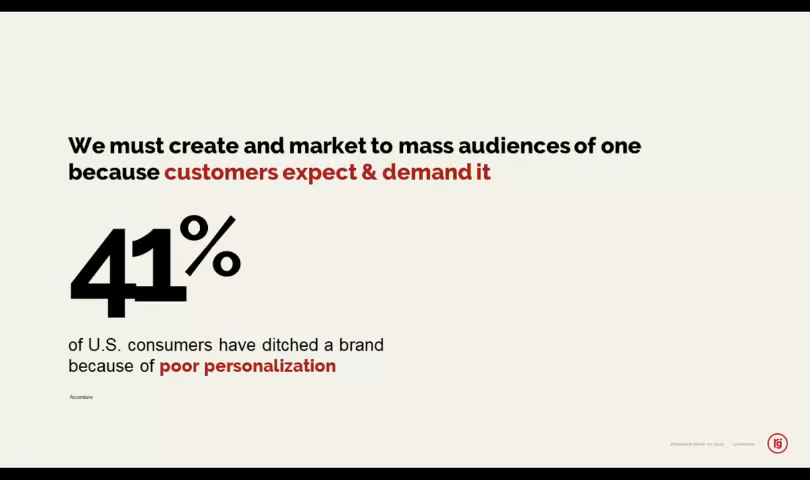 We must create and market to mass audiences of one
because customers expect & demand it
41%
of U.S. consumers have ditched a brand
because of poor personalization
Accenture